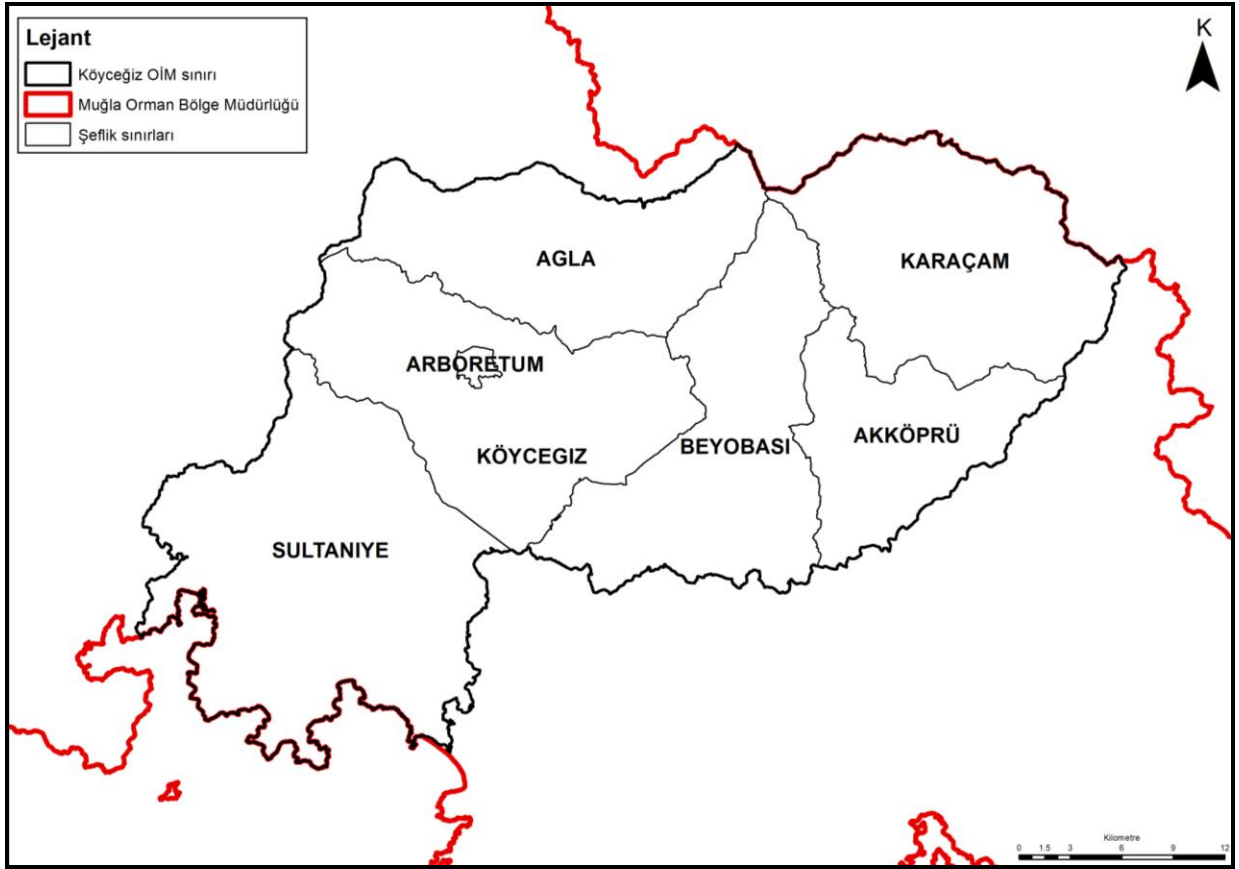 Lejant
Köyceğiz OİM sınırı
Muğla Orman Bölge Müdürlüğü
Şeflik sınırları
K
AGLA
KARAÇAM
ARBORETUM
AKKÖPRÜ
BEYOBASI
KÖYCEGIZ
SULTANIYE
Kilometre
0 1.5 3 6 9 12